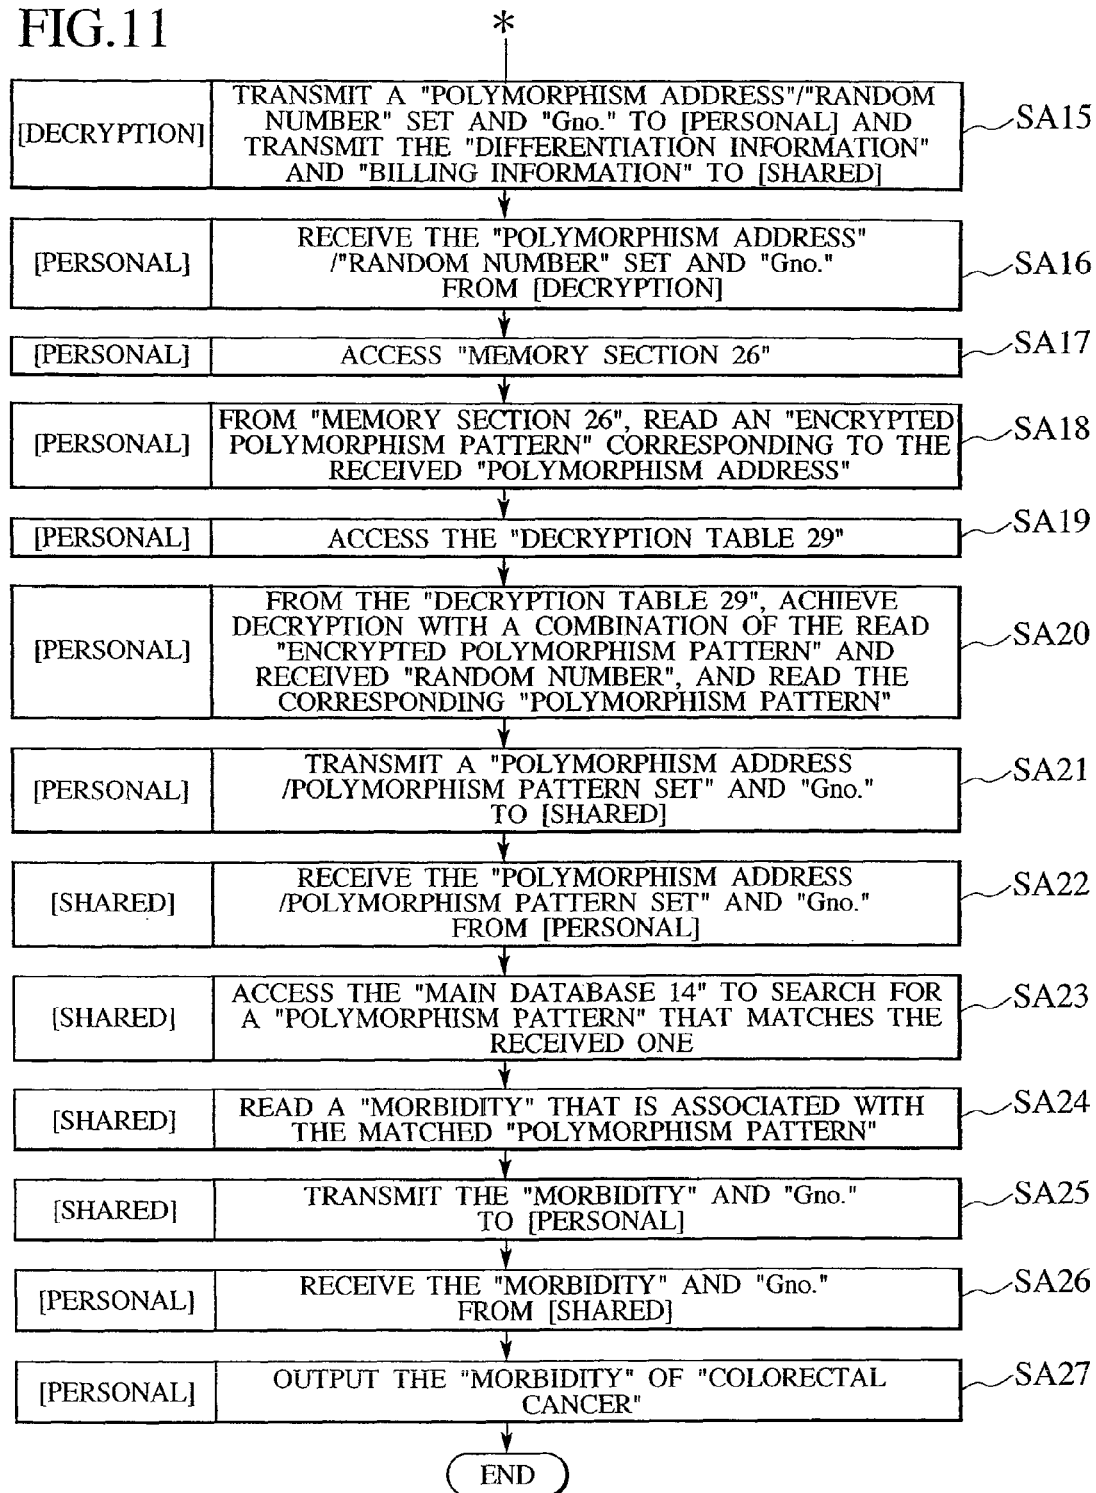 FIG.11
*
[DECRYPTION]
TRANSMIT A "POLYMORPHISM ADDRESS"/"RANDOM
NUMBER" SET AND "Gno." TO [PERSONAL] AND
TRANSMIT THE "DIFFERENTIATION INFORMATION"
AND "BILLING INFORMATION" TO [SHARED]
SA15
[PERSONAL]
RECEIVE THE "POLYMORPHISM ADDRESS"
/"RANDOM NUMBER" SET AND "Gno."
FROM [DECRYPTION]
SA16
[PERSONAL]
ACCESS "MEMORY SECTION 26"
SA17
[PERSONAL]
FROM "MEMORY SECTION 26", READ AN "ENCRYPTED
POLYMORPHISM PATTERN" CORRESPONDING TO THE
RECEIVED "POLYMORPHISM ADDRESS"
SA18
[PERSONAL]
ACCESS THE "DECRYPTION TABLE 29"
SA19
[PERSONAL]
FROM THE "DECRYPTION TABLE 29", ACHIEVE
DECRYPTION WITH A COMBINATION OF THE READ
"ENCRYPTED POLYMORPHISM PATTERN" AND
RECEIVED "RANDOM NUMBER", AND READ THE
CORRESPONDING "POLYMORPHISM PATTERN"
SA20
[PERSONAL]
TRANSMIT A "POLYMORPHISM ADDRESS
/POLYMORPHISM PATTERN SET" AND "Gno."
TO [SHARED]
SA21
[SHARED]
RECEIVE THE "POLYMORPHISM ADDRESS
/POLYMORPHISM PATTERN SET" AND "Gno."
FROM [PERSONAL]
SA22
[SHARED]
ACCESS THE "MAIN DATABASE 14" TO SEARCH FOR
A "POLYMORPHISM PATTERN" THAT MATCHES THE
RECEIVED ONE
SA23
[SHARED]
READ A "MORBIDITY" THAT IS ASSOCIATED WITH
THE MATCHED "POLYMORPHISM PATTERN"
SA24
[SHARED]
TRANSMIT THE "MORBIDITY" AND "Gno."
TO [PERSONAL]
SA25
[PERSONAL]
RECEIVE THE "MORBIDITY" AND "Gno."
FROM [SHARED]
SA26
[PERSONAL]
OUTPUT THE "MORBIDITY" OF "COLORECTAL
CANCER"
SA27
END